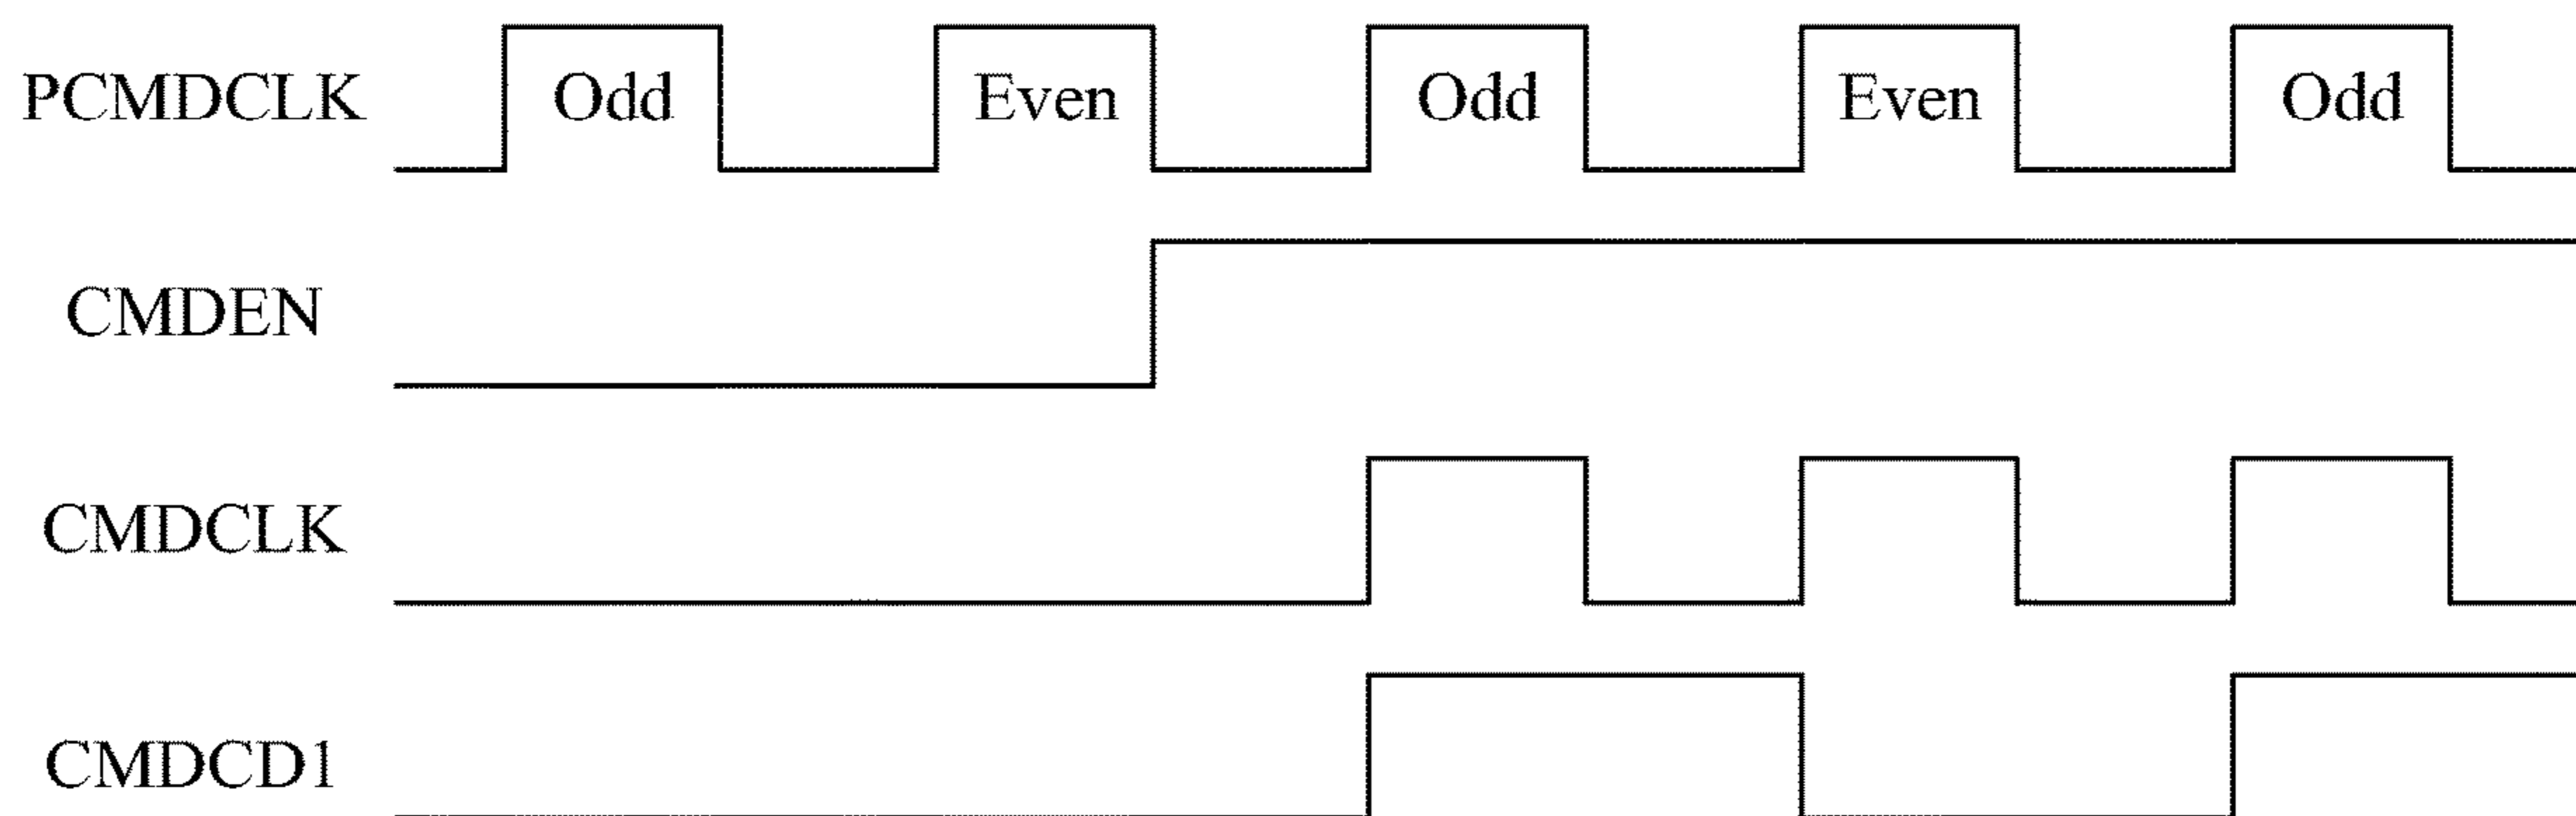 PCMDCLK Odd Even Odd Even Odd
CMDEN
CMDCLK
CMDCD1